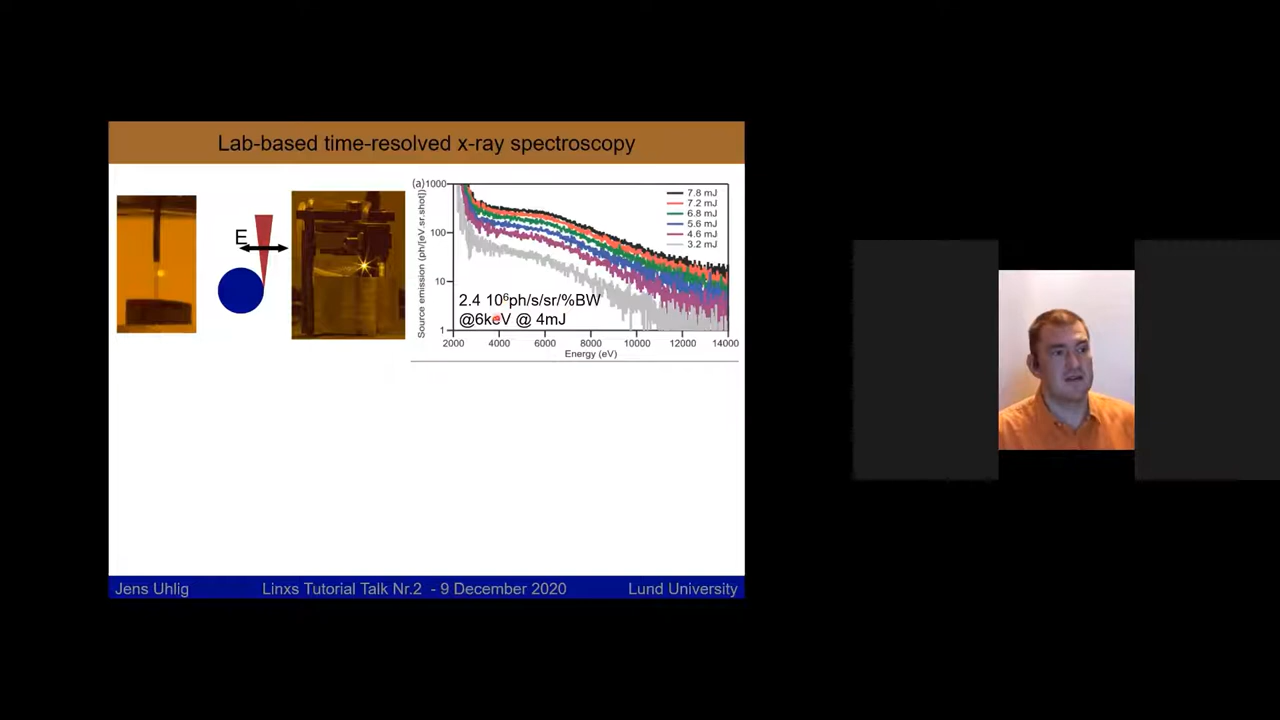 Lab-based time-resolved x-ray spectroscopy
E
(a)
1000
100
10
1
Source emission (ph/[eV.sr.shot])
7.8 mJ
7.2 mJ
6.8 mJ
5.6 mJ
4.6 mJ
3.2 mJ
2.4 10⁶ph/s/sr/%BW
@6keV @ 4mJ
2000 4000 6000 8000 10000 12000 14000
Energy (eV)
Jens Uhlig Linxs Tutorial Talk Nr.2 - 9 December 2020 Lund University